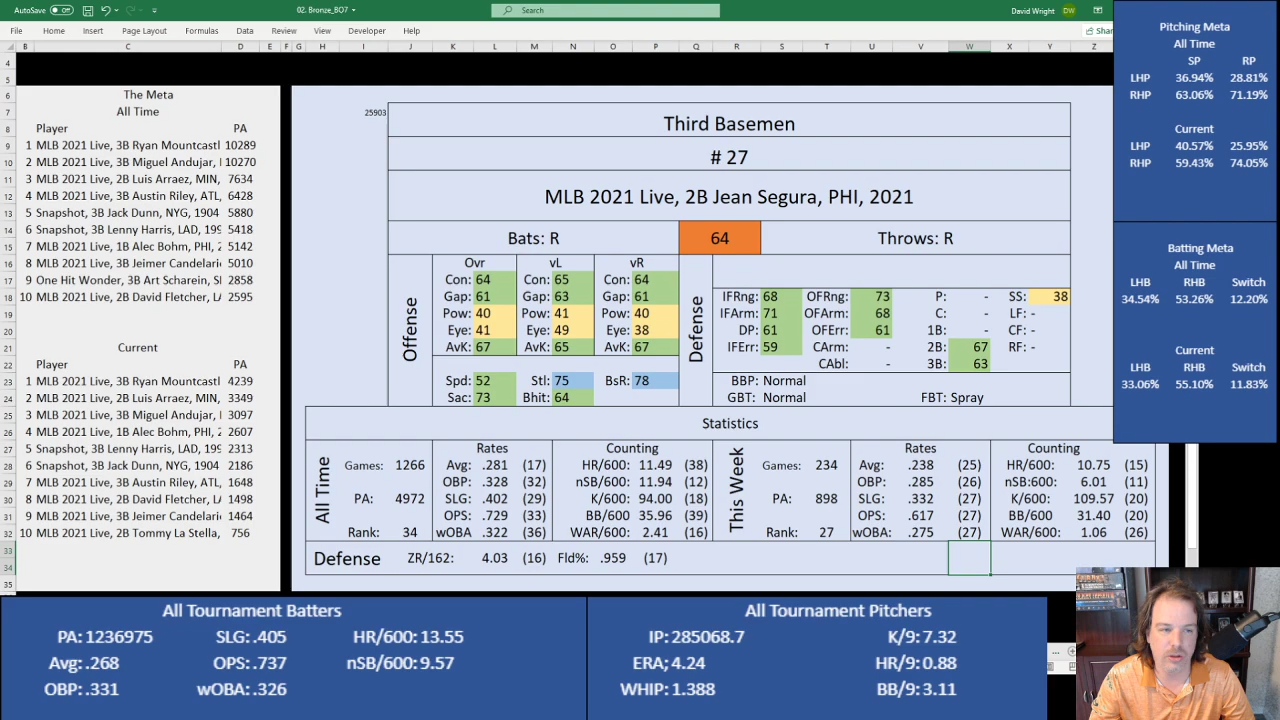 AutoSave Off 02. Bronze_BO7 Search David Wright DW
File Home Insert Page Layout Formulas Data Review View Developer Help Shar
B C D E F G H I J K L M N O P Q R S T U V W X Y Z
The Meta
All Time
Player PA
1 MLB 2021 Live, 3B Ryan Mountcastl 10289
2 MLB 2021 Live, 3B Miguel Andujar, 10270
3 MLB 2021 Live, 2B Luis Arraez, MIN, 7634
4 MLB 2021 Live, 3B Austin Riley, ATL, 6428
5 Snapshot, 3B Jack Dunn, NYG, 1904 5880
6 Snapshot, 3B Lenny Harris, LAD, 199 5418
7 MLB 2021 Live, 1B Alec Bohm, PHI, 2 5142
8 MLB 2021 Live, 3B Jeimer Candelario 5010
9 One Hit Wonder, 3B Art Scharein, SL 2858
10 MLB 2021 Live, 2B David Fletcher, LA 2595
Current
Player PA
1 MLB 2021 Live, 3B Ryan Mountcastl 4239
2 MLB 2021 Live, 2B Luis Arraez, MIN, 3349
3 MLB 2021 Live, 3B Miguel Andujar, 3097
4 MLB 2021 Live, 1B Alec Bohm, PHI, 2 2607
5 Snapshot, 3B Lenny Harris, LAD, 199 2313
6 Snapshot, 3B Jack Dunn, NYG, 1904 2186
7 MLB 2021 Live, 3B Austin Riley, ATL, 1648
8 MLB 2021 Live, 2B David Fletcher, LA 1498
9 MLB 2021 Live, 3B Jeimer Candelario 1464
10 MLB 2021 Live, 2B Tommy La Stella, 756
25903
Third Basemen
# 27
MLB 2021 Live, 2B Jean Segura, PHI, 2021
Bats: R 64 Throws: R
Offense
Ovr vL vR
Con: 64 Con: 65 Con: 64
Gap: 61 Gap: 63 Gap: 61
Pow: 40 Pow: 41 Pow: 40
Eye: 41 Eye: 49 Eye: 38
AvK: 67 AvK: 65 AvK: 67
Spd: 52 Stl: 75 BsR: 78
Sac: 73 Bhit: 64
Defense
IFRng: 68 OFRng: 73 P: - SS: 38
IFArm: 71 OFArm: 68 C: - LF: -
DP: 61 OFErr: 61 1B: - CF: -
IFErr: 59 CArm: - 2B: 67 RF: -
CAbl: - 3B: 63
BBP: Normal
GBT: Normal FBT: Spray
Statistics
All Time
Rates Counting
Games: 1266 Avg: .281 (17) HR/600: 11.49 (38)
OBP: .328 (32) nSB/600: 11.94 (12)
PA: 4972 SLG: .402 (29) K/600: 94.00 (18)
OPS: .729 (33) BB/600 35.96 (39)
Rank: 34 wOBA .322 (36) WAR/600: 2.41 (16)
This Week
Rates Counting
Games: 234 Avg: .238 (25) HR/600: 10.75 (15)
OBP: .285 (26) nSB:600: 6.01 (11)
PA: 898 SLG: .332 (27) K/600: 109.57 (20)
OPS: .617 (27) BB/600 31.40 (20)
Rank: 27 wOBA: .275 (27) WAR/600: 1.06 (26)
Defense ZR/162: 4.03 (16) Fld%: .959 (17)
Pitching Meta
All Time
SP RP
LHP 36.94% 28.81%
RHP 63.06% 71.19%
Current
LHP 40.57% 25.95%
RHP 59.43% 74.05%
Batting Meta
All Time
LHB RHB Switch
34.54% 53.26% 12.20%
Current
LHB RHB Switch
33.06% 55.10% 11.83%
All Tournament Batters
PA: 1236975 SLG: .405 HR/600: 13.55
Avg: .268 OPS: .737 nSB/600: 9.57
OBP: .331 wOBA: .326
All Tournament Pitchers
IP: 285068.7 K/9: 7.32
ERA; 4.24 HR/9: 0.88
WHIP: 1.388 BB/9: 3.11